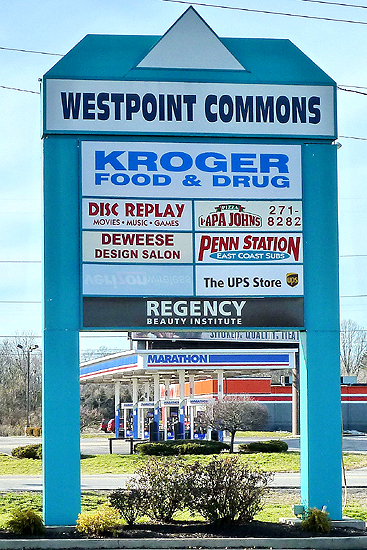 WESTPOINT COMMONS
KROGER
FOOD & DRUG
DISC REPLAY
MOVIES • MUSIC • GAMES
PIZZA
PAPA JOHNS
271-
8282
DEWEESE
DESIGN SALON
PENN STATION
EAST COAST SUBS
verizon
The UPS Store
ups
REGENCY
BEAUTY INSTITUTE
MARATHON